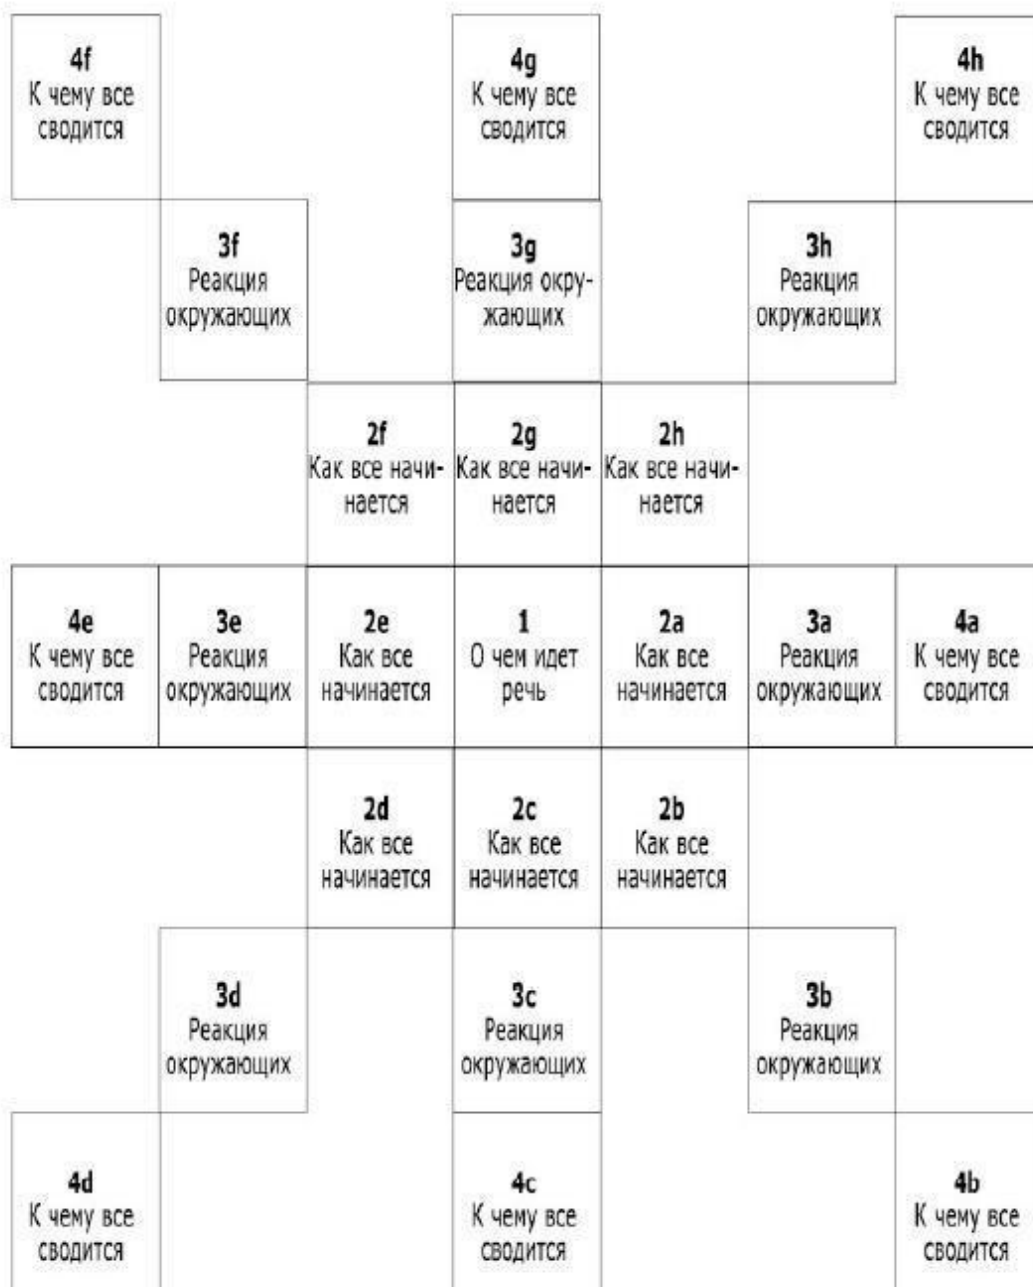 4f
К чему все
сводится
4g
К чему все
сводится
4h
К чему все
сводится
3f
Реакция
окружающих
3g
Реакция окру-
жающих
3h
Реакция
окружающих
2f
Как все начи-
нается
2g
Как все начи-
нается
2h
Как все начи-
нается
4e
К чему все
сводится
3e
Реакция
окружающих
2e
Как все
начинается
1
О чем идет
речь
2a
Как все
начинается
3a
Реакция
окружающих
4a
К чему все
сводится
2d
Как все
начинается
2c
Как все
начинается
2b
Как все
начинается
3d
Реакция
окружающих
3c
Реакция
окружающих
3b
Реакция
окружающих
4d
К чему все
сводится
4c
К чему все
сводится
4b
К чему все
сводится